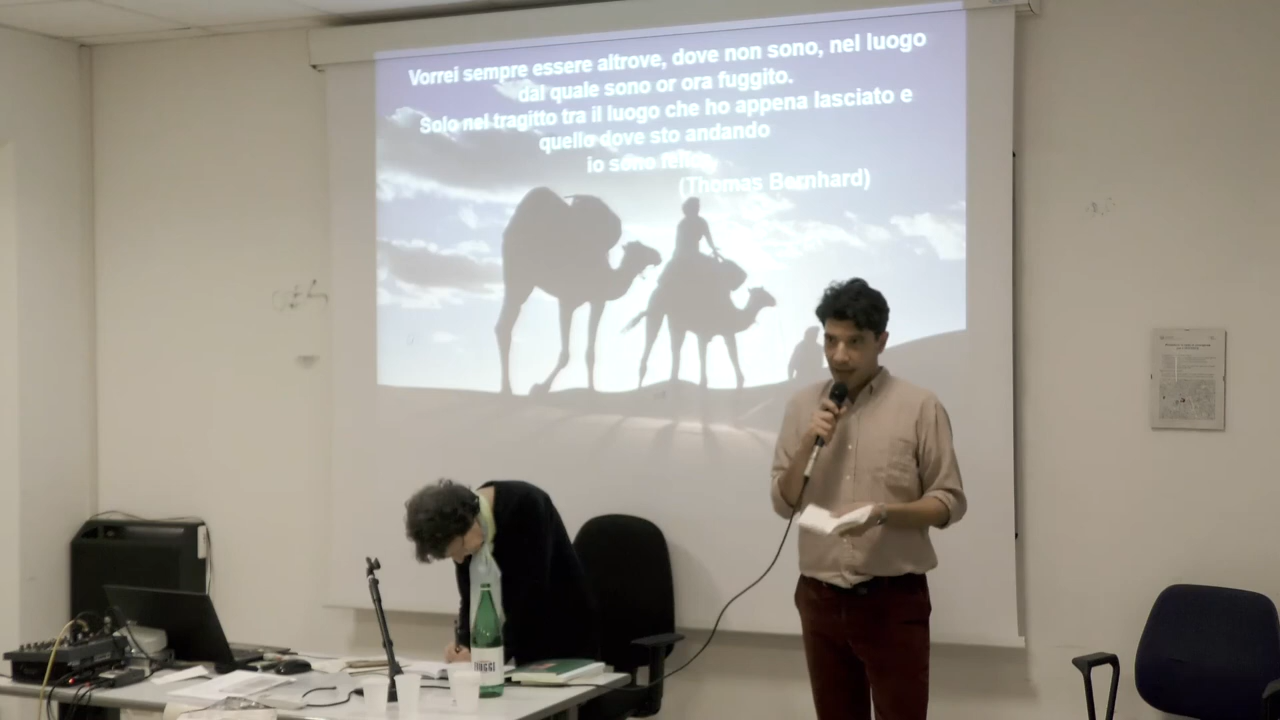 Vorrei sempre essere altrove, dove non sono, nel luogo
dal quale sono or ora fuggito.
Solo nel tragitto tra il luogo che ho appena lasciato e
quello dove sto andando
io sono felice
(Thomas Bernhard)